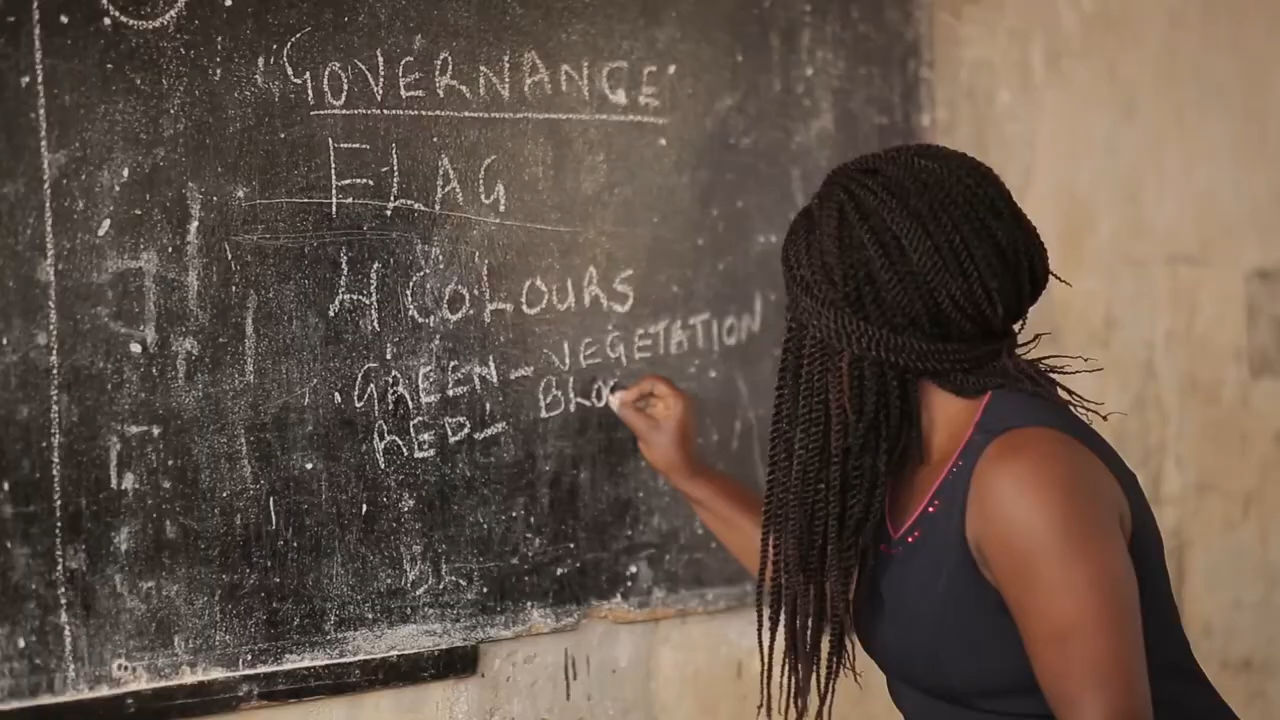 "GOVERNANCE"
FLAG
4 COLOURS
GREEN - VEGETATION
RED - BLO